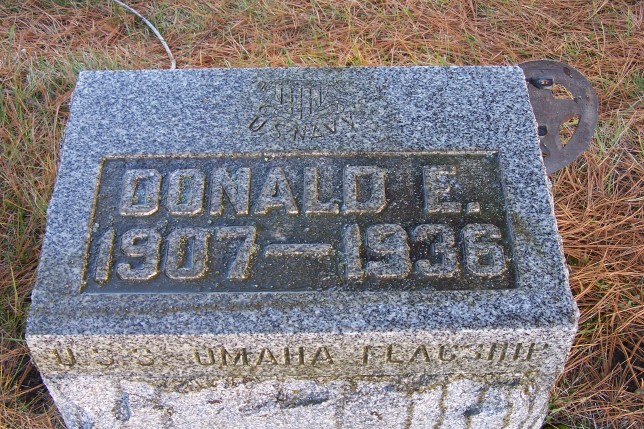 U.S NAVY
DONALD E.
1907–1936
U S S OMAHA FLAGSHIP